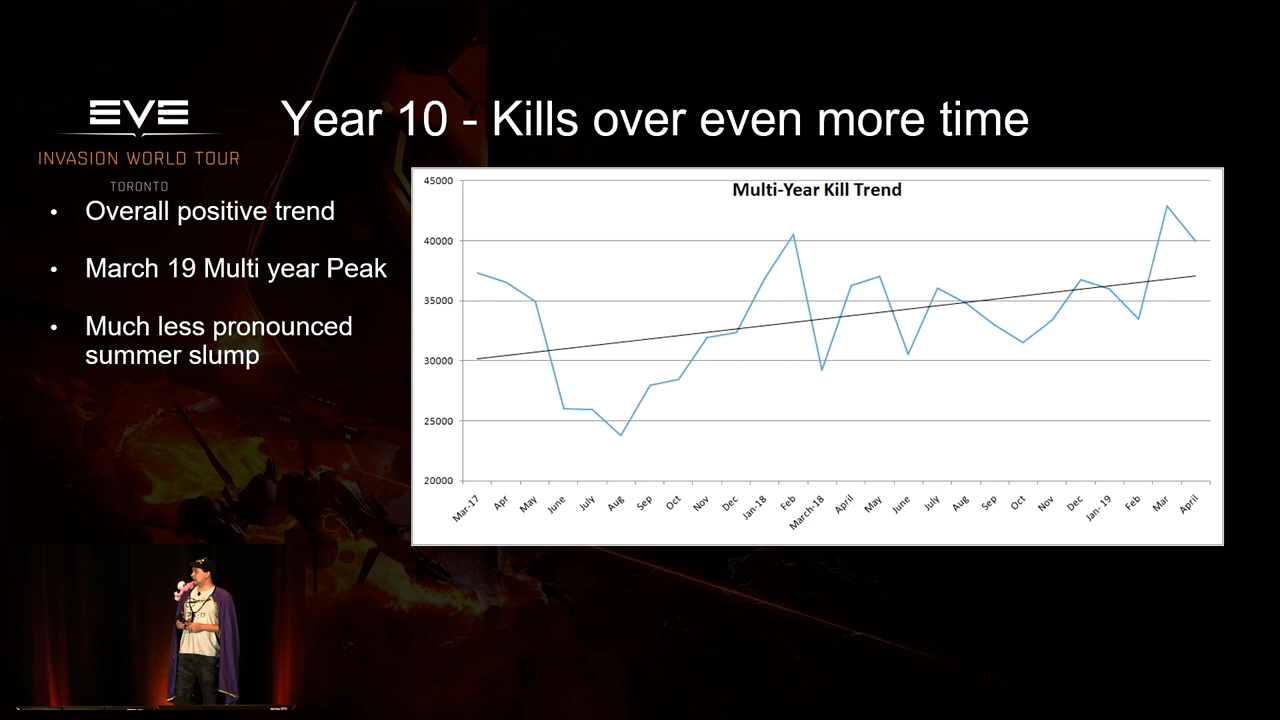 EVE
INVASION WORLD TOUR
TORONTO
Year 10 - Kills over even more time
• Overall positive trend
• March 19 Multi year Peak
• Much less pronounced
summer slump
Multi-Year Kill Trend
45000
40000
35000
30000
25000
20000
Mar-17 Apr May June July Aug Sep Oct Nov Dec Jan-18 Feb March-18 April May June July Aug Sep Oct Nov Dec Jan- 19 Feb Mar April